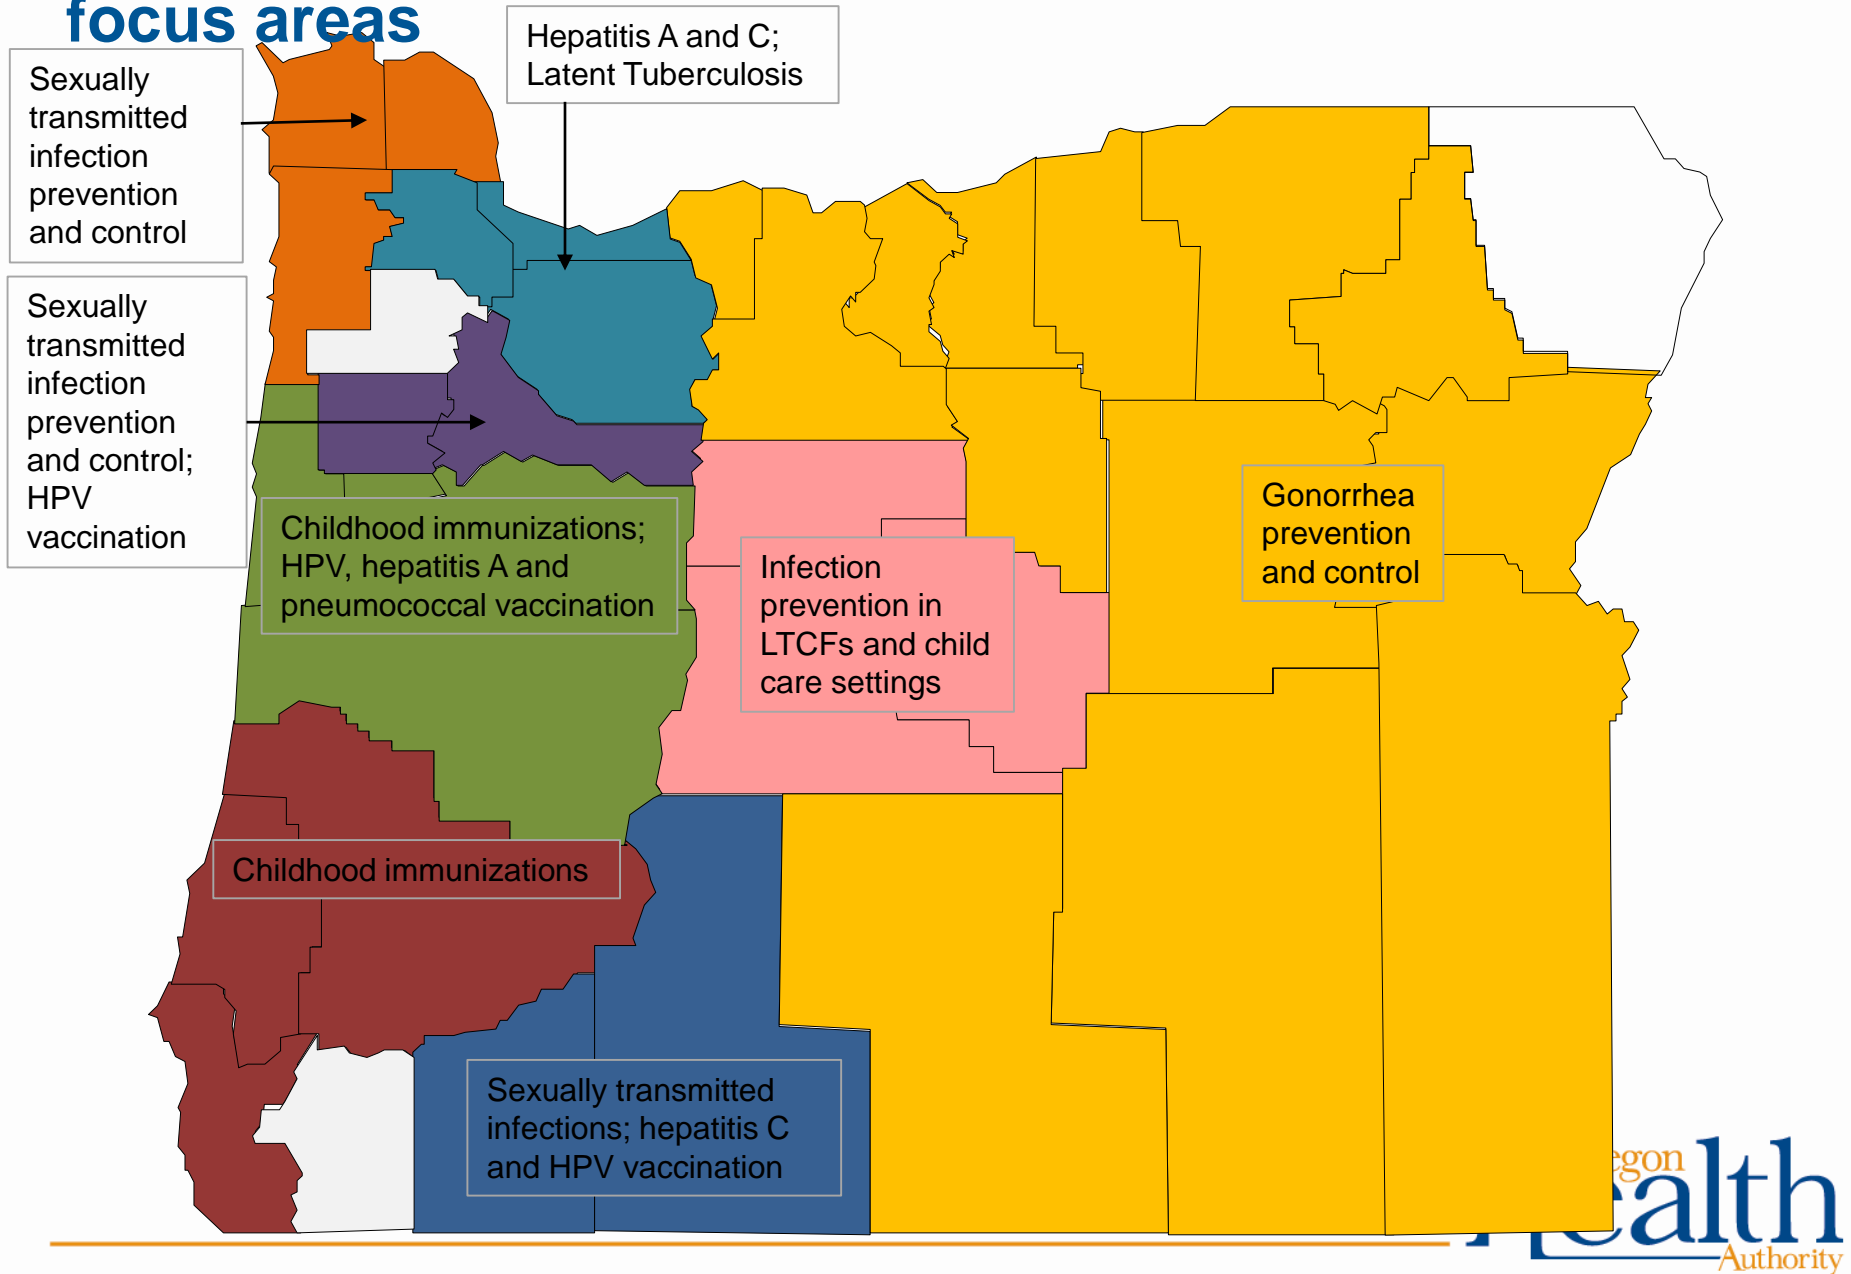 focus areas
Hepatitis A and C;
Latent Tuberculosis
Sexually
transmitted
infection
prevention
and control
Sexually
transmitted
infection
prevention
and control;
HPV
vaccination
Childhood immunizations;
HPV, hepatitis A and
pneumococcal vaccination
Infection
prevention in
LTCFs and child
care settings
Gonorrhea
prevention
and control
Childhood immunizations
Sexually transmitted
infections; hepatitis C
and HPV vaccination
egon
ealth
Authority